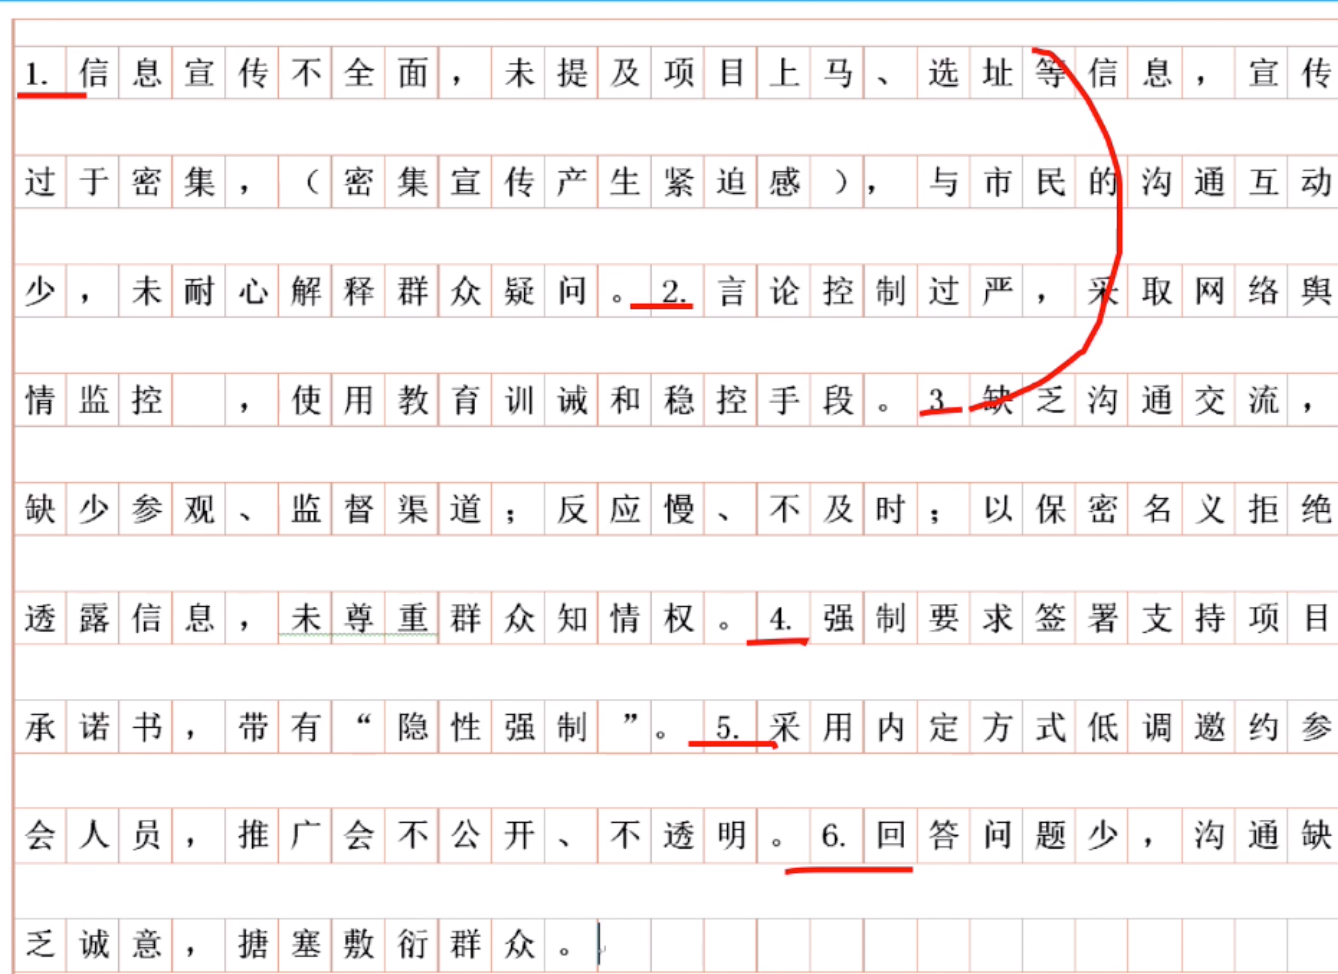 1. 信息宣传不全面，未提及项目上马、选址等信息，宣传
过于密集，（密集宣传产生紧迫感），与市民的沟通互动
少，未耐心解释群众疑问。2. 言论控制过严，采取网络舆
情监控 ，使用教育训诫和稳控手段。3 缺乏沟通交流，
缺少参观、监督渠道；反应慢、不及时；以保密名义拒绝
透露信息，未尊重群众知情权。4. 强制要求签署支持项目
承诺书，带有“隐性强制”。5. 采用内定方式低调邀约参
会人员，推广会不公开、不透明。6. 回答问题少，沟通缺
乏诚意，搪塞敷衍群众。